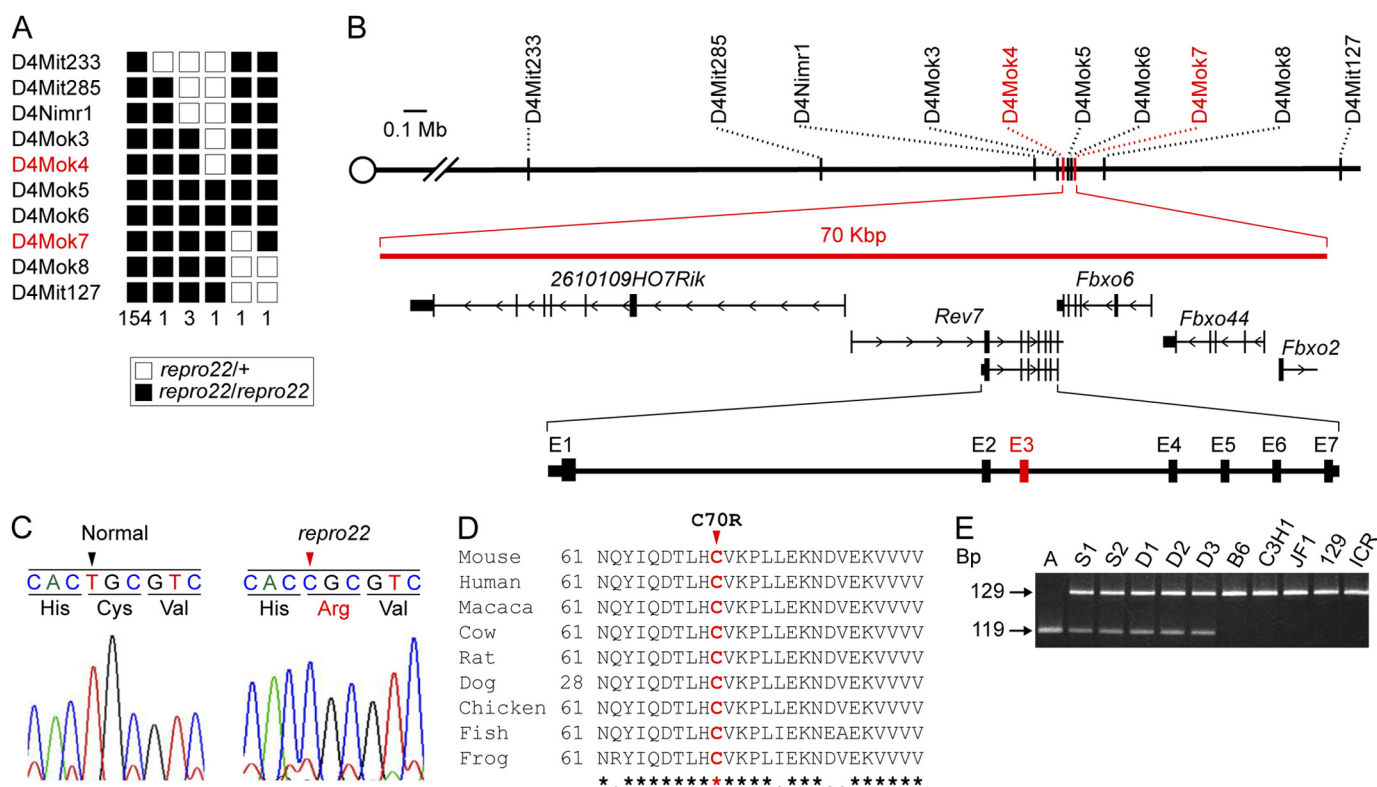 A
D4Mit233
D4Mit285
D4Nimr1
D4Mok3
D4Mok4
D4Mok5
D4Mok6
D4Mok7
D4Mok8
D4Mit127
154 1 3 1 1 1
repro22/+
repro22/repro22
B
0.1 Mb
D4Mit233
D4Mit285
D4Nimr1
D4Mok3
D4Mok4
D4Mok5
D4Mok6
D4Mok7
D4Mok8
D4Mit127
70 Kbp
2610109HO7Rik
Rev7
Fbxo6
Fbxo44
Fbxo2
E1 E2 E3 E4 E5 E6 E7
C
Normal
CACTGCGTC
His Cys Val
repro22
CACCGCGTC
His Arg Val
D
C70R
Mouse 61 NQYIQDTLHCVKPLLEKNDVEKVVVV
Human 61 NQYIQDTLHCVKPLLEKNDVEKVVVV
Macaca 61 NQYIQDTLHCVKPLLEKNDVEKVVVV
Cow 61 NQYIQDTLHCVKPLLEKNDVEKVVVV
Rat 61 NQYIQDTLHCVKPLLEKNDVEKVVVV
Dog 28 NQYIQDTLHCVKPLLEKNDVEKVVVV
Chicken 61 NQYIQDTLHCVKPLLEKNDVEKVVVV
Fish 61 NQYIQDTLHCVKPLIEKNEAEKVVVV
Frog 61 NRYIQDTLHCVKPLIEKNDVEKVVVV
*.************.***..******
E
Bp A S1 S2 D1 D2 D3 B6 C3H1 JF1 129 ICR
129
119